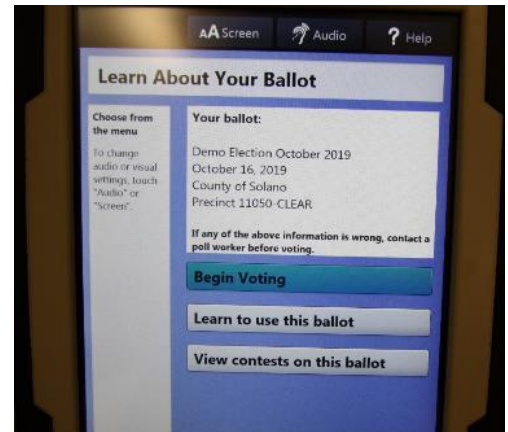 AA Screen
Audio
? Help
Learn About Your Ballot
Choose from
the menu
To change
audio or visual
settings, touch
"Audio" or
"Screen".
Your ballot:
Demo Election October 2019
October 16, 2019
County of Solano
Precinct 11050-CLEAR
If any of the above information is wrong, contact a
poll worker before voting.
Begin Voting
Learn to use this ballot
View contests on this ballot